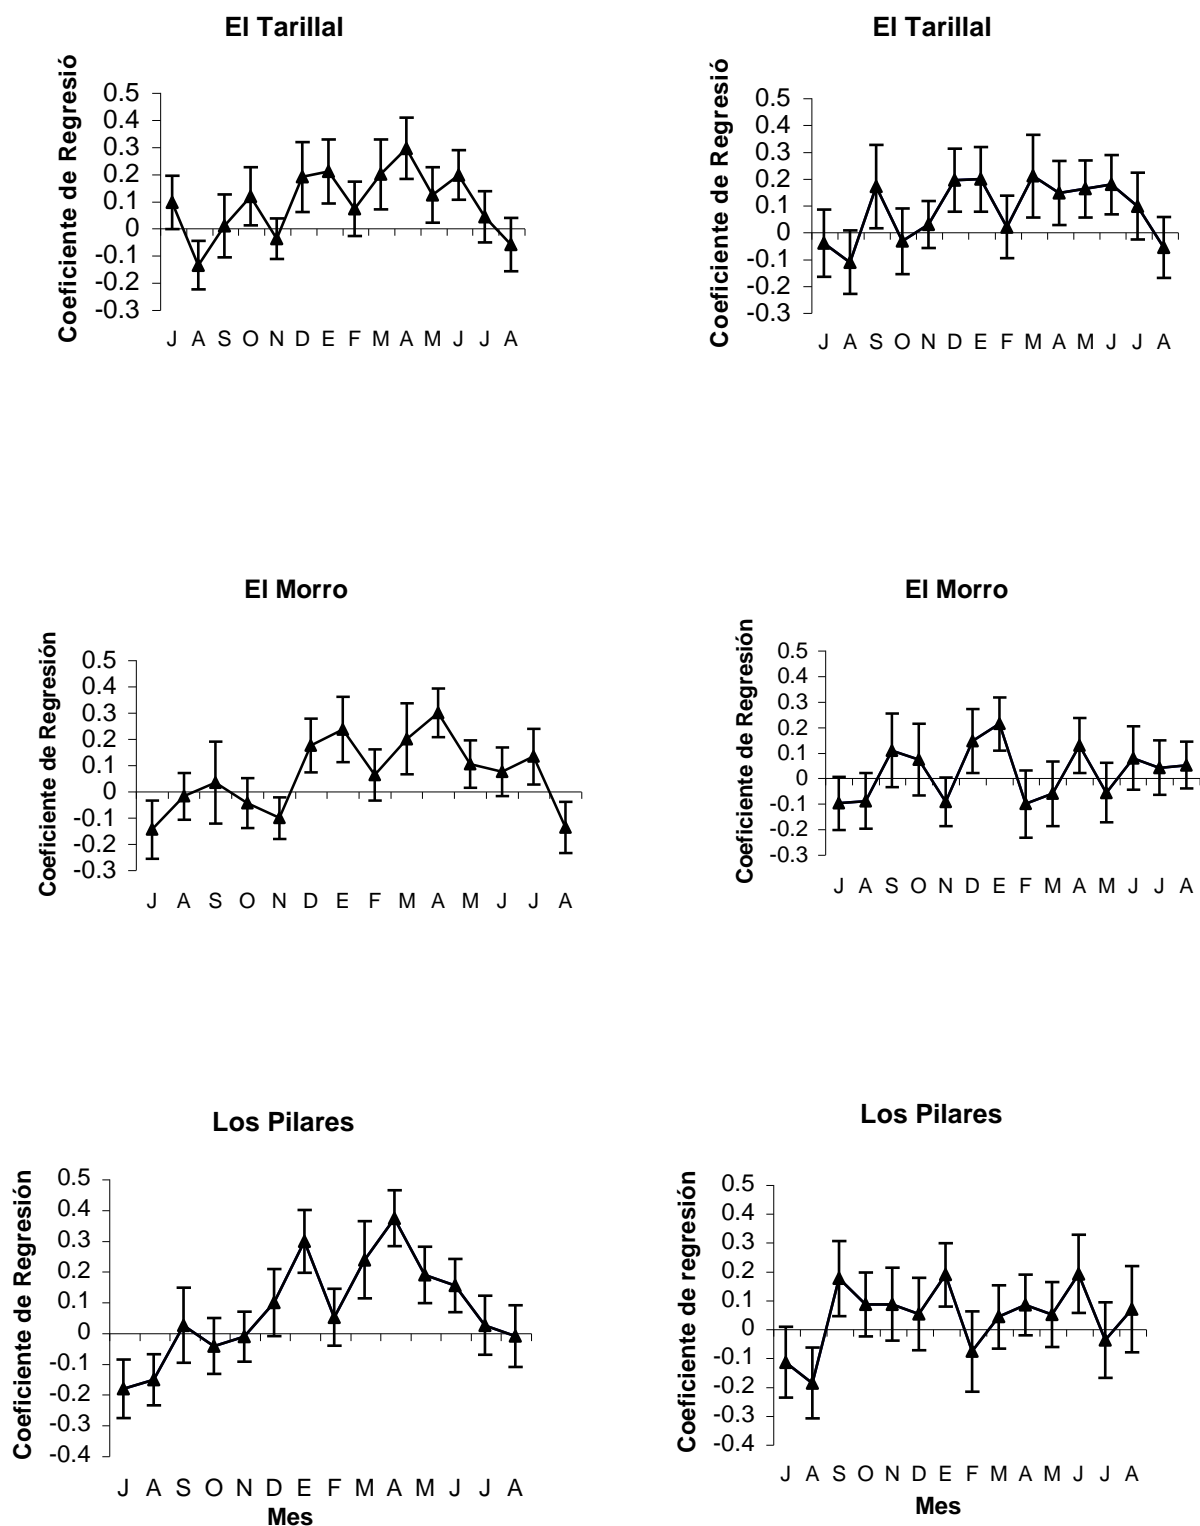 El Tarillal
Coeficiente de Regresió
0.5
0.4
0.3
0.2
0.1
0
-0.1
-0.2
-0.3
J A S O N D E F M A M J J A
El Tarillal
Coeficiente de Regresió
0.5
0.4
0.3
0.2
0.1
0
-0.1
-0.2
-0.3
J A S O N D E F M A M J J A
El Morro
Coeficiente de Regresión
0.5
0.4
0.3
0.2
0.1
0
-0.1
-0.2
-0.3
J A S O N D E F M A M J J A
El Morro
Coeficiente de Regresión
0.5
0.4
0.3
0.2
0.1
0
-0.1
-0.2
-0.3
J A S O N D E F M A M J J A
Los Pilares
Coeficiente de Regresión
0.5
0.4
0.3
0.2
0.1
0
-0.1
-0.2
-0.3
-0.4
J A S O N D E F M A M J J A
Mes
Los Pilares
Coeficiente de regresión
0.5
0.4
0.3
0.2
0.1
0
-0.1
-0.2
-0.3
-0.4
J A S O N D E F M A M J J A
Mes